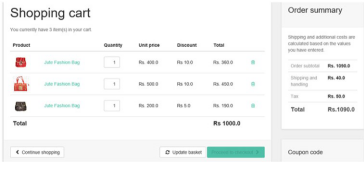 Shopping cart
You currently have 3 item(s) in your cart
Product Quantity Unit price Discount Total
Jute Fashion Bag 1 Rs. 400.0 Rs 10.0 Rs. 390.0
Jute Fashion Bag 1 Rs. 500.0 Rs 10.0 Rs. 490.0
Jute Fashion Bag 1 Rs. 200.0 Rs 5.0 Rs. 190.0
Total Rs 1000.0
Continue shopping Update basket
Order summary
Shipping and additional costs are
calculated based on the values
you have entered.
Order subtotal Rs. 1090.0
Shipping and handling Rs. 40.0
Tax Rs. 50.0
Total Rs.1090.0
Coupon code